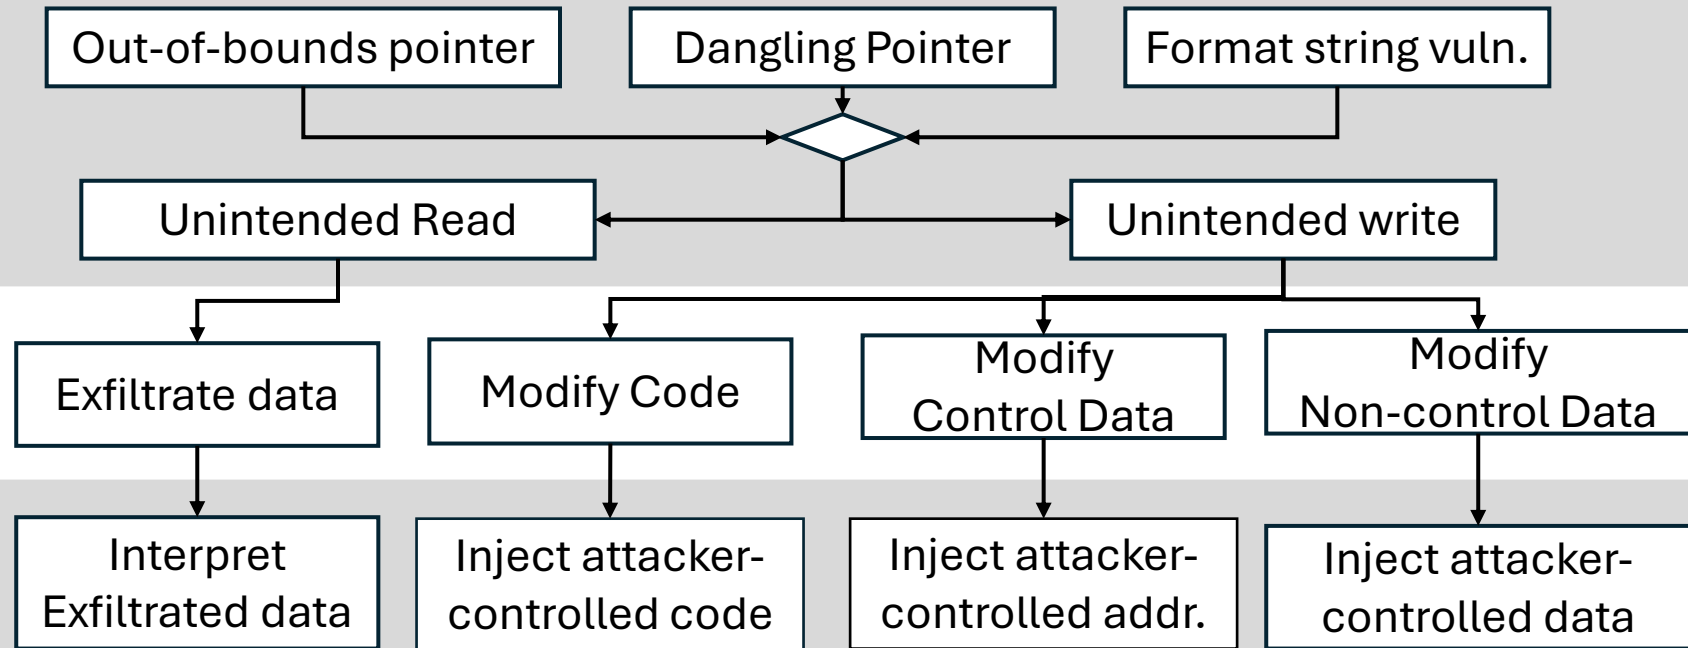 Out-of-bounds pointer
Dangling Pointer
Format string vuln.
Unintended Read
Unintended write
Exfiltrate data
Modify Code
Modify
Control Data
Modify
Non-control Data
Interpret
Exfiltrated data
Inject attacker-
controlled code
Inject attacker-
controlled addr.
Inject attacker-
controlled data